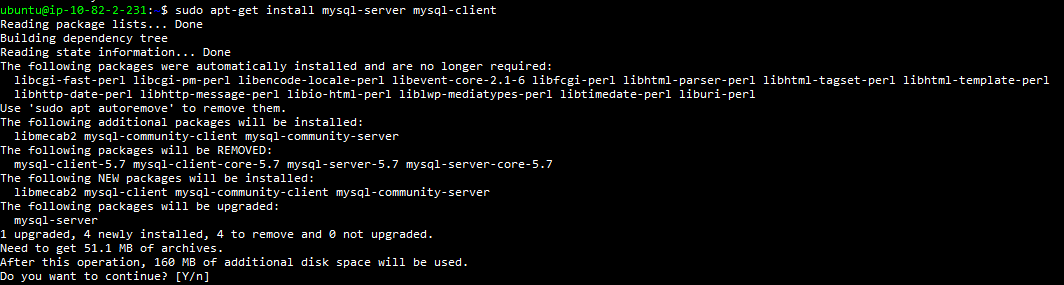 ubuntu@ip-10-82-2-231:~$ sudo apt-get install mysql-server mysql-client
Reading package lists... Done
Building dependency tree
Reading state information... Done
The following packages were automatically installed and are no longer required:
  libcgi-fast-perl libcgi-pm-perl libencode-locale-perl libevent-core-2.1-6 libfcgi-perl libhtml-parser-perl libhtml-tagset-perl libhtml-template-perl
  libhttp-date-perl libhttp-message-perl libio-html-perl liblwp-mediatypes-perl libtimedate-perl liburi-perl
Use 'sudo apt autoremove' to remove them.
The following additional packages will be installed:
  libmecab2 mysql-community-client mysql-community-server
The following packages will be REMOVED:
  mysql-client-5.7 mysql-client-core-5.7 mysql-server-5.7 mysql-server-core-5.7
The following NEW packages will be installed:
  libmecab2 mysql-client mysql-community-client mysql-community-server
The following packages will be upgraded:
  mysql-server
1 upgraded, 4 newly installed, 4 to remove and 0 not upgraded.
Need to get 51.1 MB of archives.
After this operation, 160 MB of additional disk space will be used.
Do you want to continue? [Y/n]